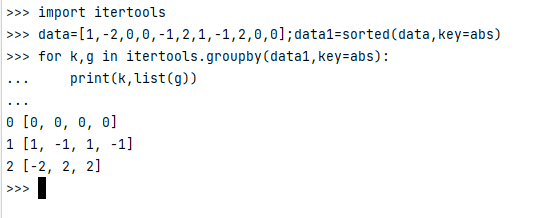 >>> import itertools
>>> data=[1,-2,0,0,-1,2,1,-1,2,0,0];data1=sorted(data,key=abs)
>>> for k,g in itertools.groupby(data1,key=abs):
...     print(k,list(g))
...
0 [0, 0, 0, 0]
1 [1, -1, 1, -1]
2 [-2, 2, 2]
>>>